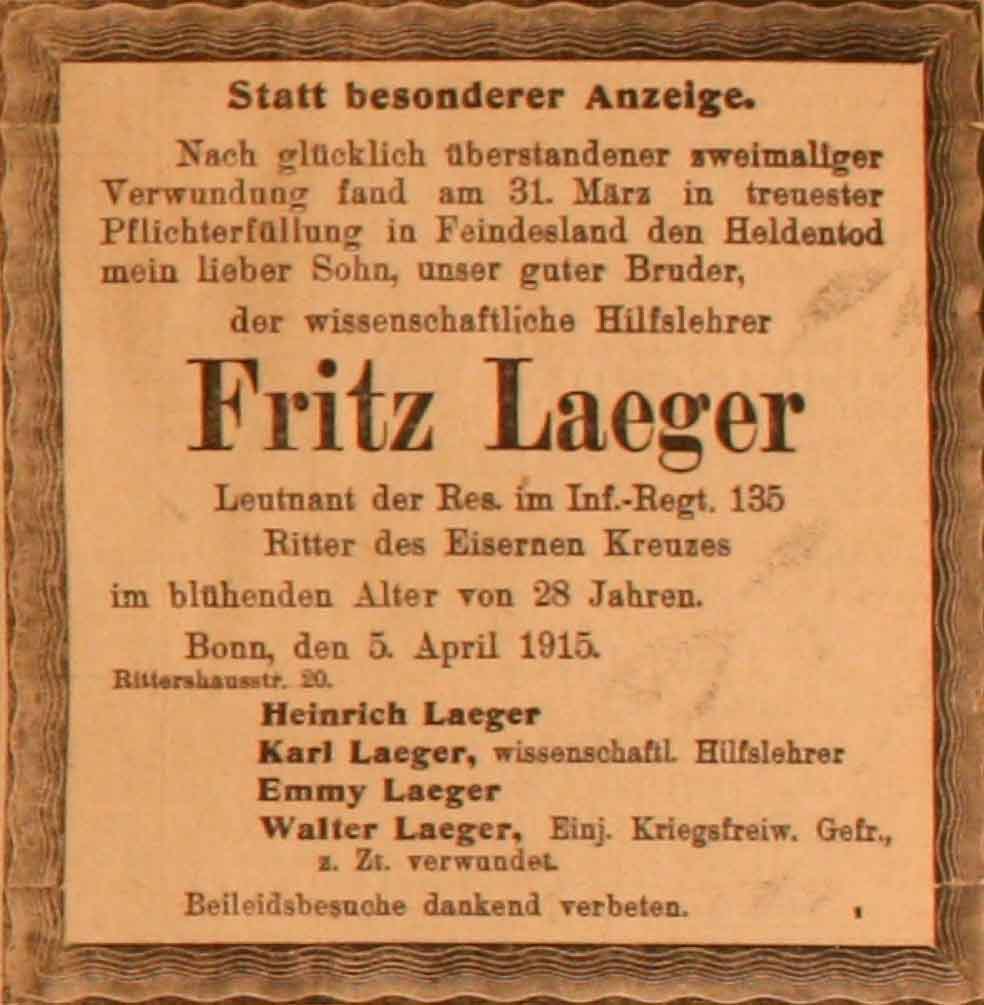 Statt besonderer Anzeige.
Nach glücklich überstandener zweimaliger
Verwundung fand am 31. März in treuester
Pflichterfüllung in Feindesland den Heldentod
mein lieber Sohn, unser guter Bruder,
der wissenschaftliche Hilfslehrer
Fritz Laeger
Leutnant der Res. im Inf.-Regt. 135
Ritter des Eisernen Kreuzes
im blühenden Alter von 28 Jahren.
Bonn, den 5. April 1915.
Rittershausstr. 20.
Heinrich Laeger
Karl Laeger, wissenschaftl. Hilfslehrer
Emmy Laeger
Walter Laeger, Einj. Kriegsfreiw. Gefr.,
z. Zt. verwundet.
Beileidsbesuche dankend verbeten. 1